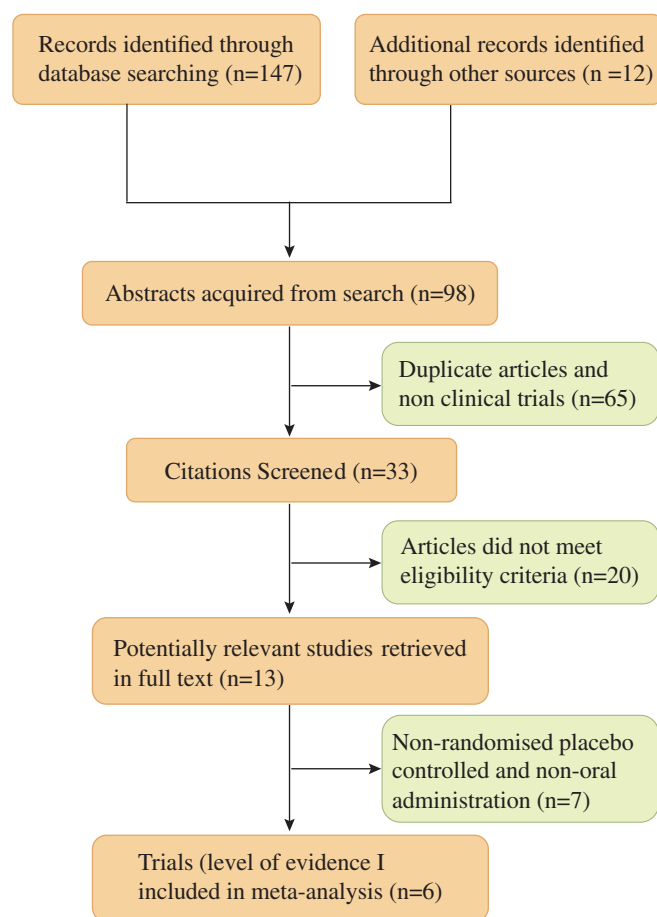 Records identified through
database searching (n=147)
Additional records identified
through other sources (n =12)
Abstracts acquired from search (n=98)
Duplicate articles and
non clinical trials (n=65)
Citations Screened (n=33)
Articles did not meet
eligibility criteria (n=20)
Potentially relevant studies retrieved
in full text (n=13)
Non-randomised placebo
controlled and non-oral
administration (n=7)
Trials (level of evidence I
included in meta-analysis (n=6)